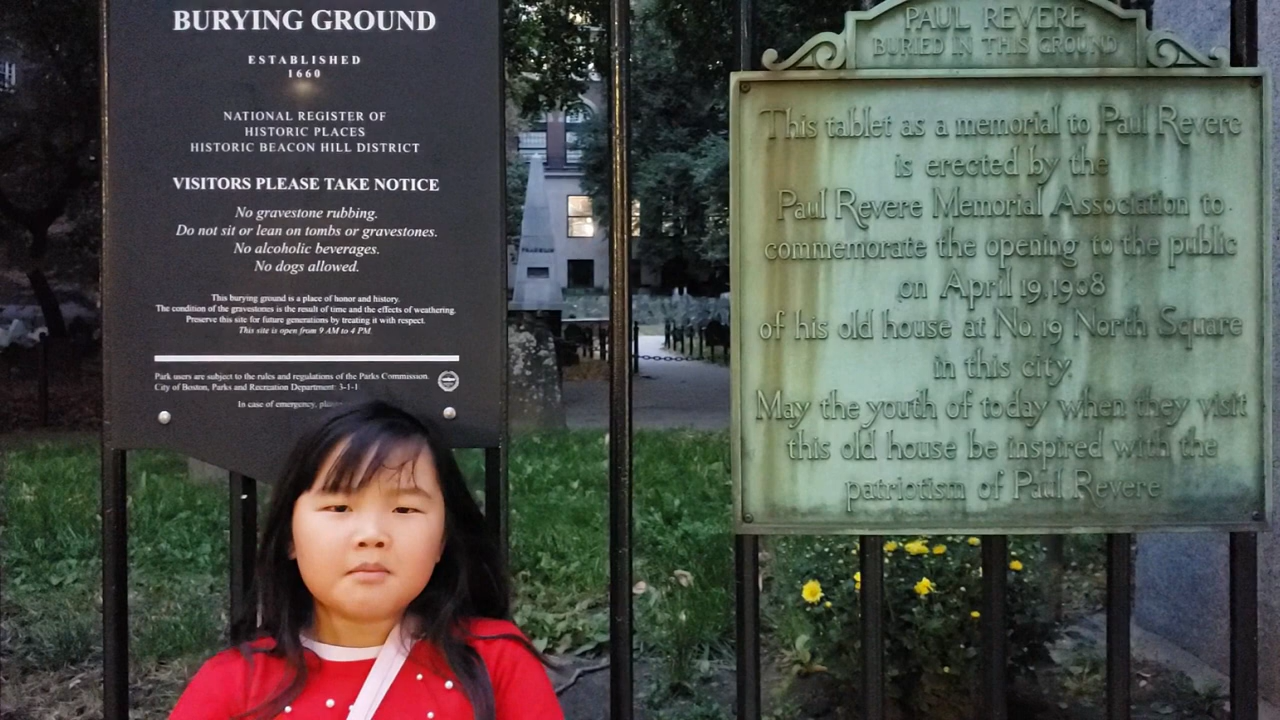 BURYING GROUND
ESTABLISHED
1660
NATIONAL REGISTER OF
HISTORIC PLACES
HISTORIC BEACON HILL DISTRICT
VISITORS PLEASE TAKE NOTICE
No gravestone rubbing.
Do not sit or lean on tombs or gravestones.
No alcoholic beverages.
No dogs allowed.
This burying ground is a place of honor and history.
The condition of the gravestones is the result of time and the effects of weathering.
Preserve this site for future generations by treating it with respect.
This site is open from 9 AM to 4 PM.
Park users are subject to the rules and regulations of the Parks Commission.
City of Boston, Parks and Recreation Department: 3-1-1
In case of emergency,
FRANKLIN
PAUL REVERE
BURIED IN THIS GROUND
This tablet as a memorial to Paul Revere
is erected by the
Paul Revere Memorial Association to
commemorate the opening to the public
on April 19, 1908
of his old house at No. 19 North Square
in this city.
May the youth of today when they visit
this old house be inspired with the
patriotism of Paul Revere